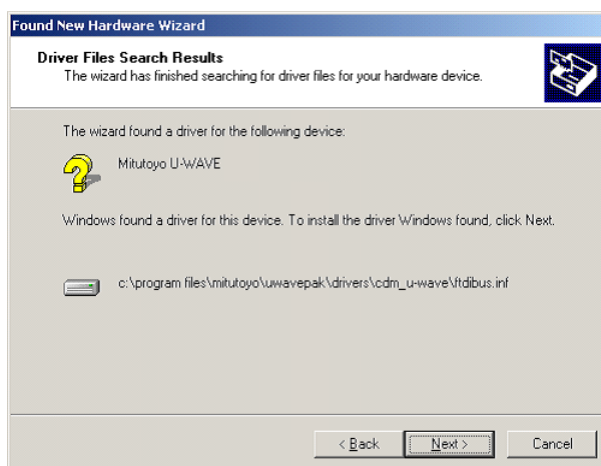 Found New Hardware Wizard
Driver Files Search Results
The wizard has finished searching for driver files for your hardware device.
The wizard found a driver for the following device:
Mitutoyo U-WAVE
Windows found a driver for this device. To install the driver Windows found, click Next.
c:\program files\mitutoyo\uwavepak\drivers\cdm_u-wave\ftdibus.inf
< Back Next > Cancel